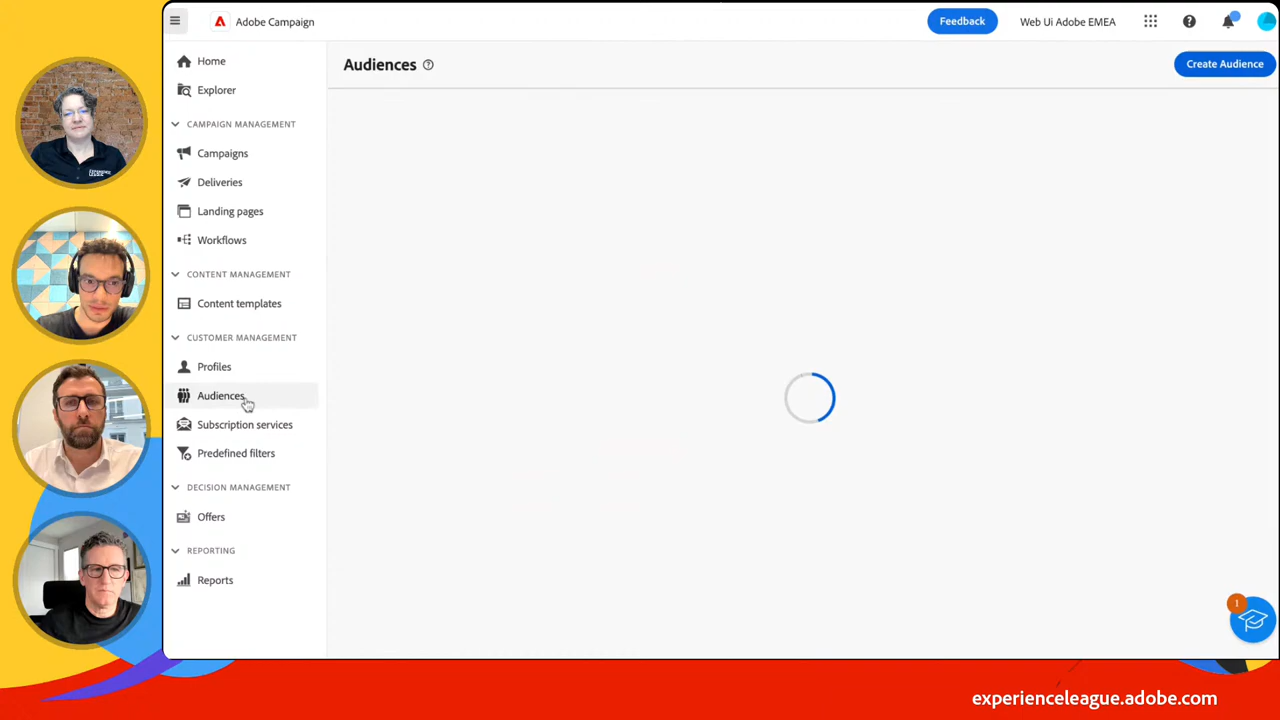 Adobe Campaign
Feedback
Web Ui Adobe EMEA
Home
Explorer
CAMPAIGN MANAGEMENT
Campaigns
Deliveries
Landing pages
Workflows
CONTENT MANAGEMENT
Content templates
CUSTOMER MANAGEMENT
Profiles
Audiences
Subscription services
Predefined filters
DECISION MANAGEMENT
Offers
REPORTING
Reports
Audiences
Create Audience
1
experienceleague.adobe.com